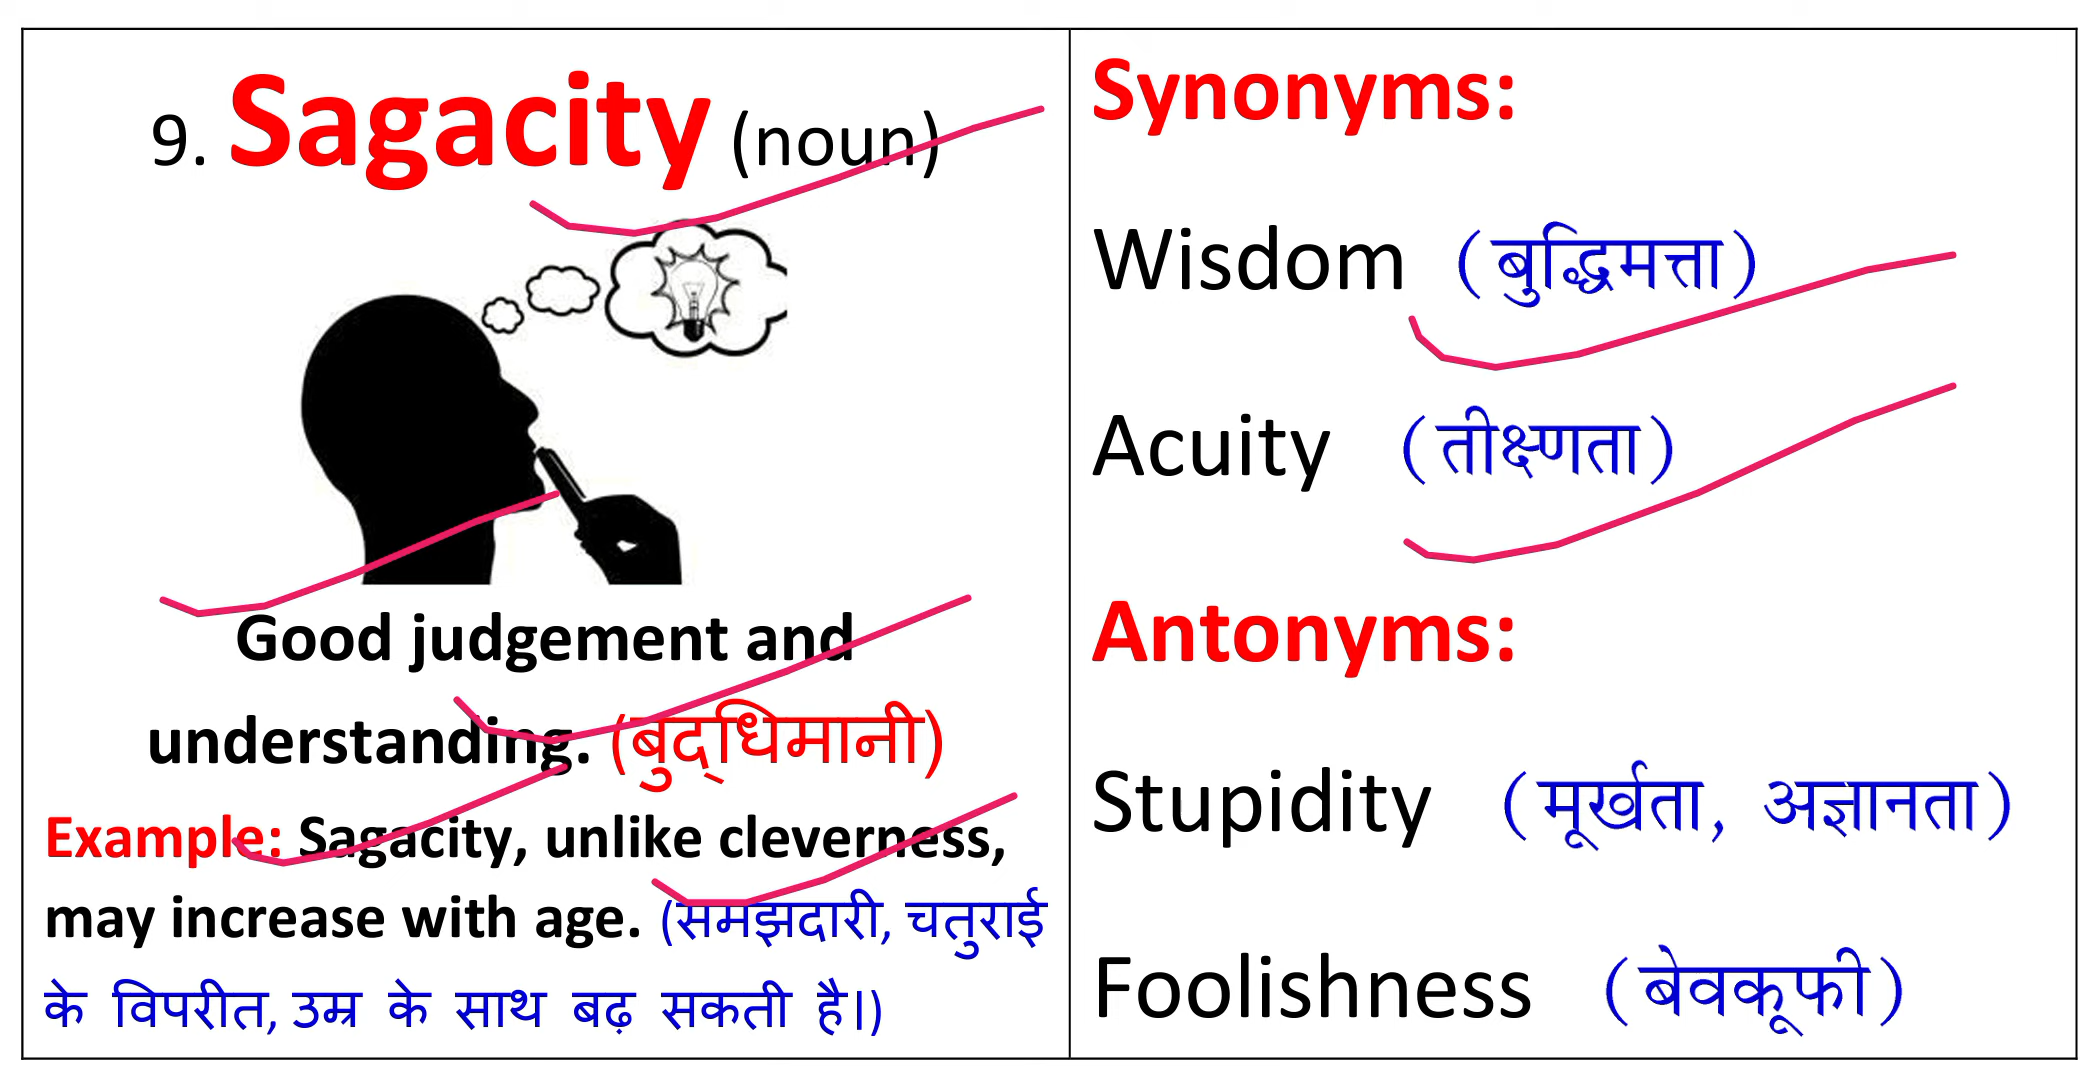 9. Sagacity (noun)
Good judgement and
understanding. (बुद्‌धिमानी)
Example: Sagacity, unlike cleverness,
may increase with age. (समझदारी, चतुराई
के विपरीत, उम्र के साथ बढ़ सकती है।)
Synonyms:
Wisdom (बुद्धिमत्ता)
Acuity (तीक्ष्णता)
Antonyms:
Stupidity (मूर्खता, अज्ञानता)
Foolishness (बेवकूफी)